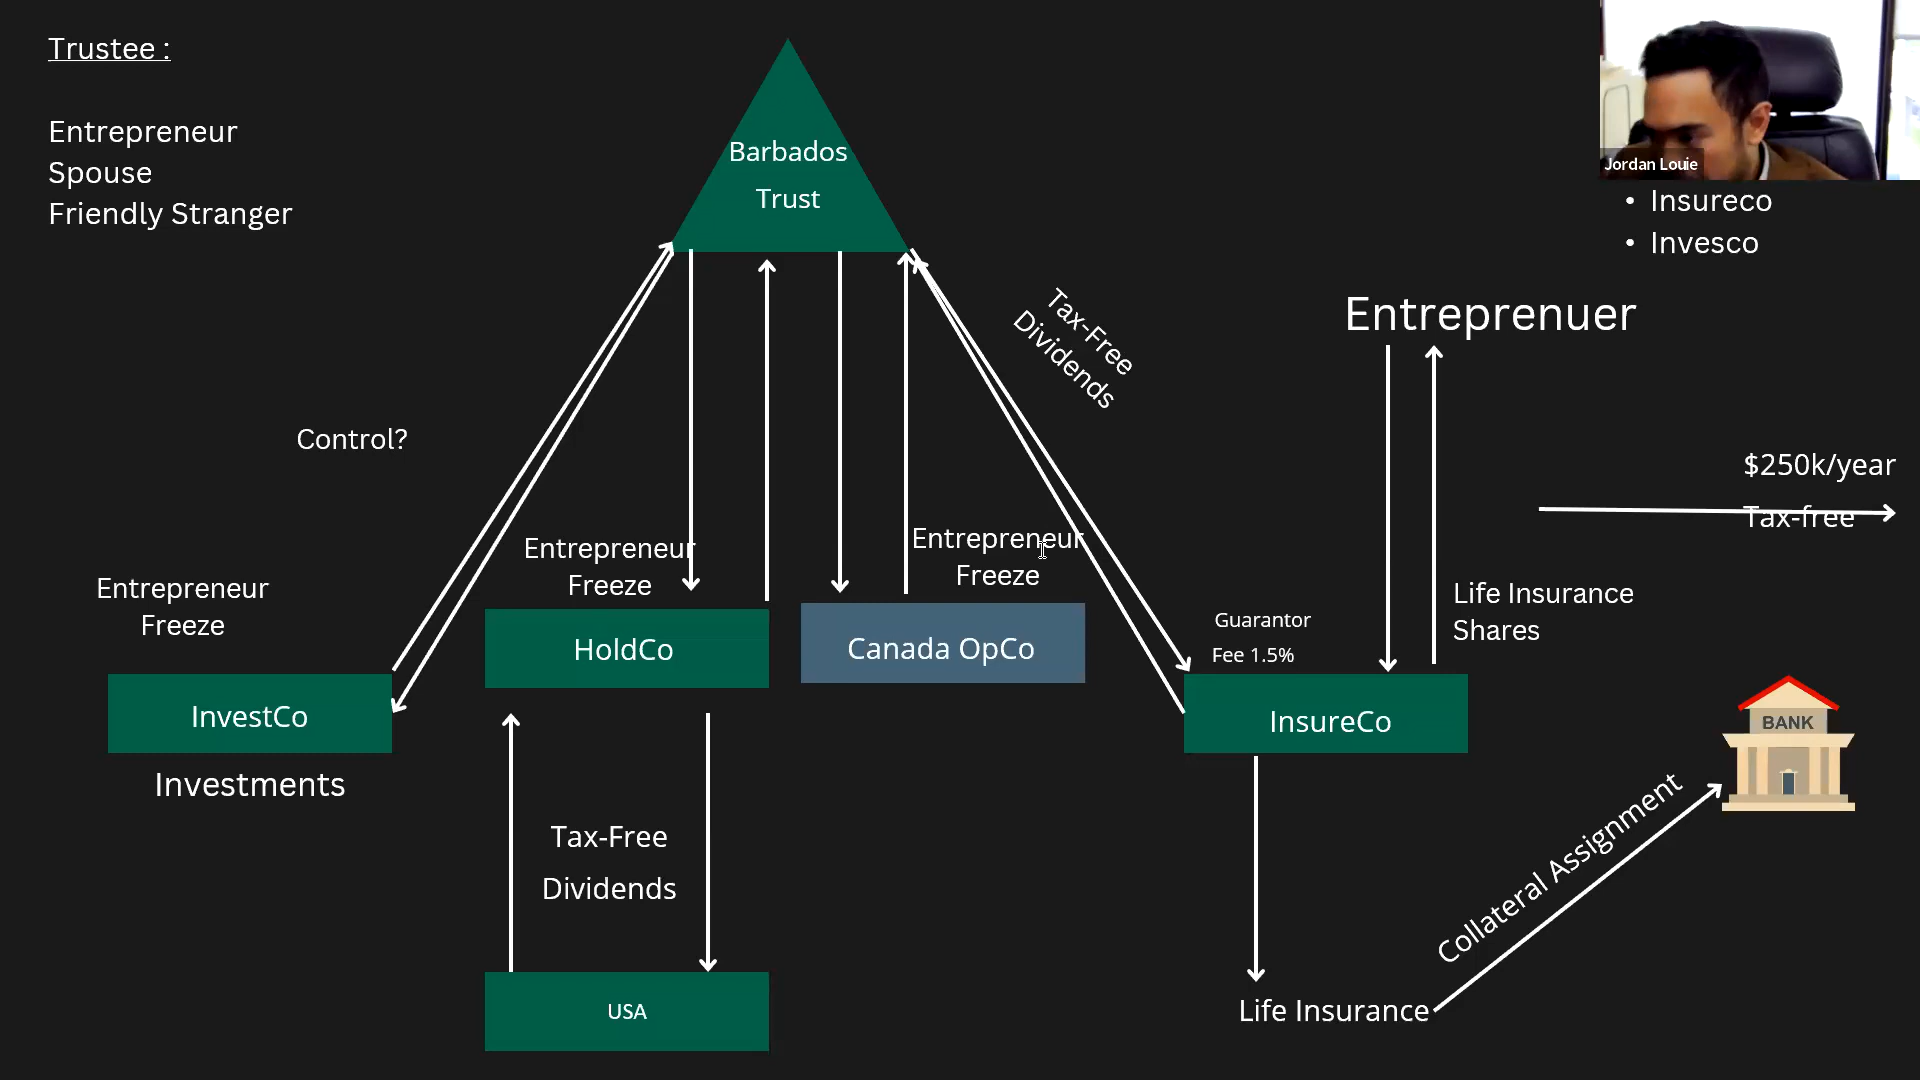 Trustee :
Entrepreneur
Spouse
Friendly Stranger
Barbados
Trust
Jordan Louie
• Insureco
• Invesco
Entreprenuer
Tax-Free
Dividends
Control?
$250k/year
Tax-free
Entrepreneur
Freeze
Entrepreneur
Freeze
Entrepreneur
Freeze
Life Insurance
Shares
Guarantor
Fee 1.5%
HoldCo
Canada OpCo
InvestCo
InsureCo
BANK
Investments
Tax-Free
Dividends
Collateral Assignment
USA
Life Insurance